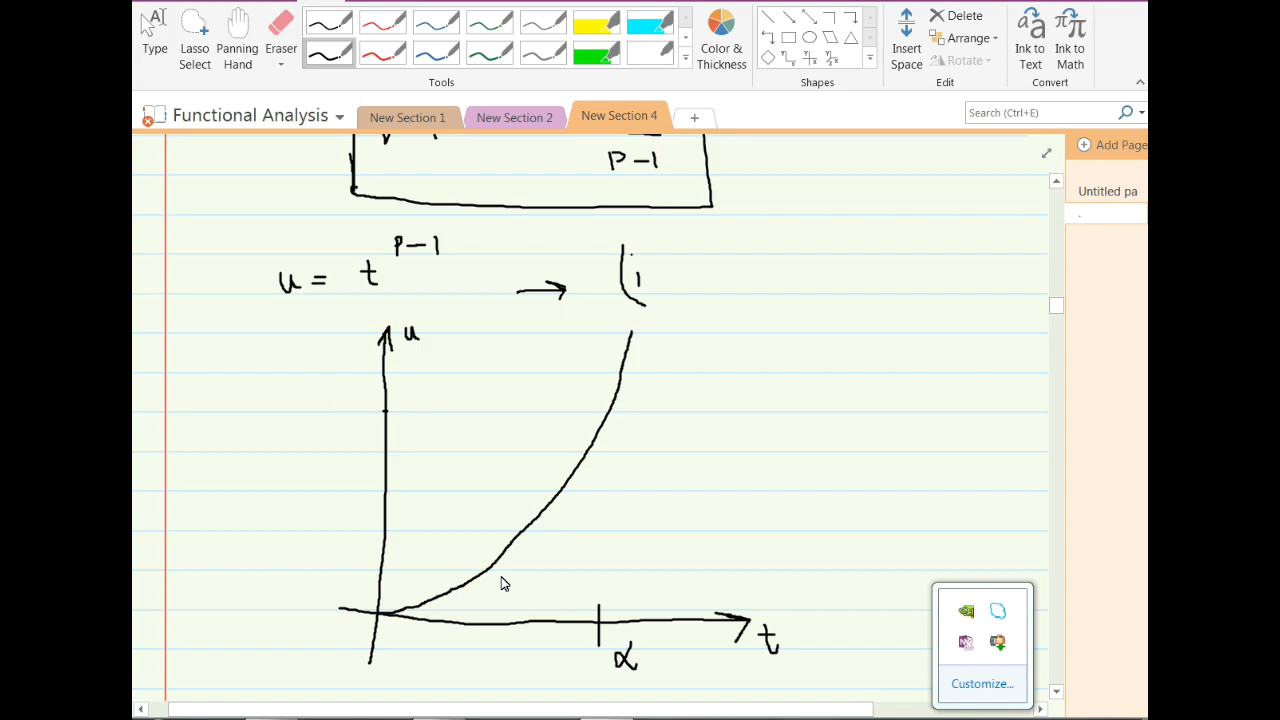 Type
Lasso Select
Panning Hand
Eraser
Color & Thickness
Insert Space
Delete
Arrange
Rotate
Ink to Text
Ink to Math
Tools
Shapes
Edit
Convert
Functional Analysis
New Section 1
New Section 2
New Section 4
+
Search (Ctrl+E)
Add Page
Untitled pa
.
P-1
u = t^{P-1} → (i
u
α
t
Customize...